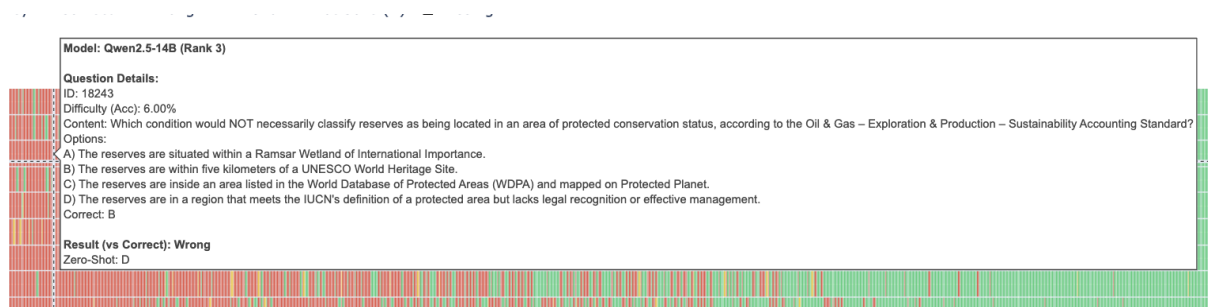 Model: Qwen2.5-14B (Rank 3)
Question Details:
ID: 18243
Difficulty (Acc): 6.00%
Content: Which condition would NOT necessarily classify reserves as being located in an area of protected conservation status, according to the Oil & Gas – Exploration & Production – Sustainability Accounting Standard?
Options:
A) The reserves are situated within a Ramsar Wetland of International Importance.
B) The reserves are within five kilometers of a UNESCO World Heritage Site.
C) The reserves are inside an area listed in the World Database of Protected Areas (WDPA) and mapped on Protected Planet.
D) The reserves are in a region that meets the IUCN's definition of a protected area but lacks legal recognition or effective management.
Correct: B
Result (vs Correct): Wrong
Zero-Shot: D